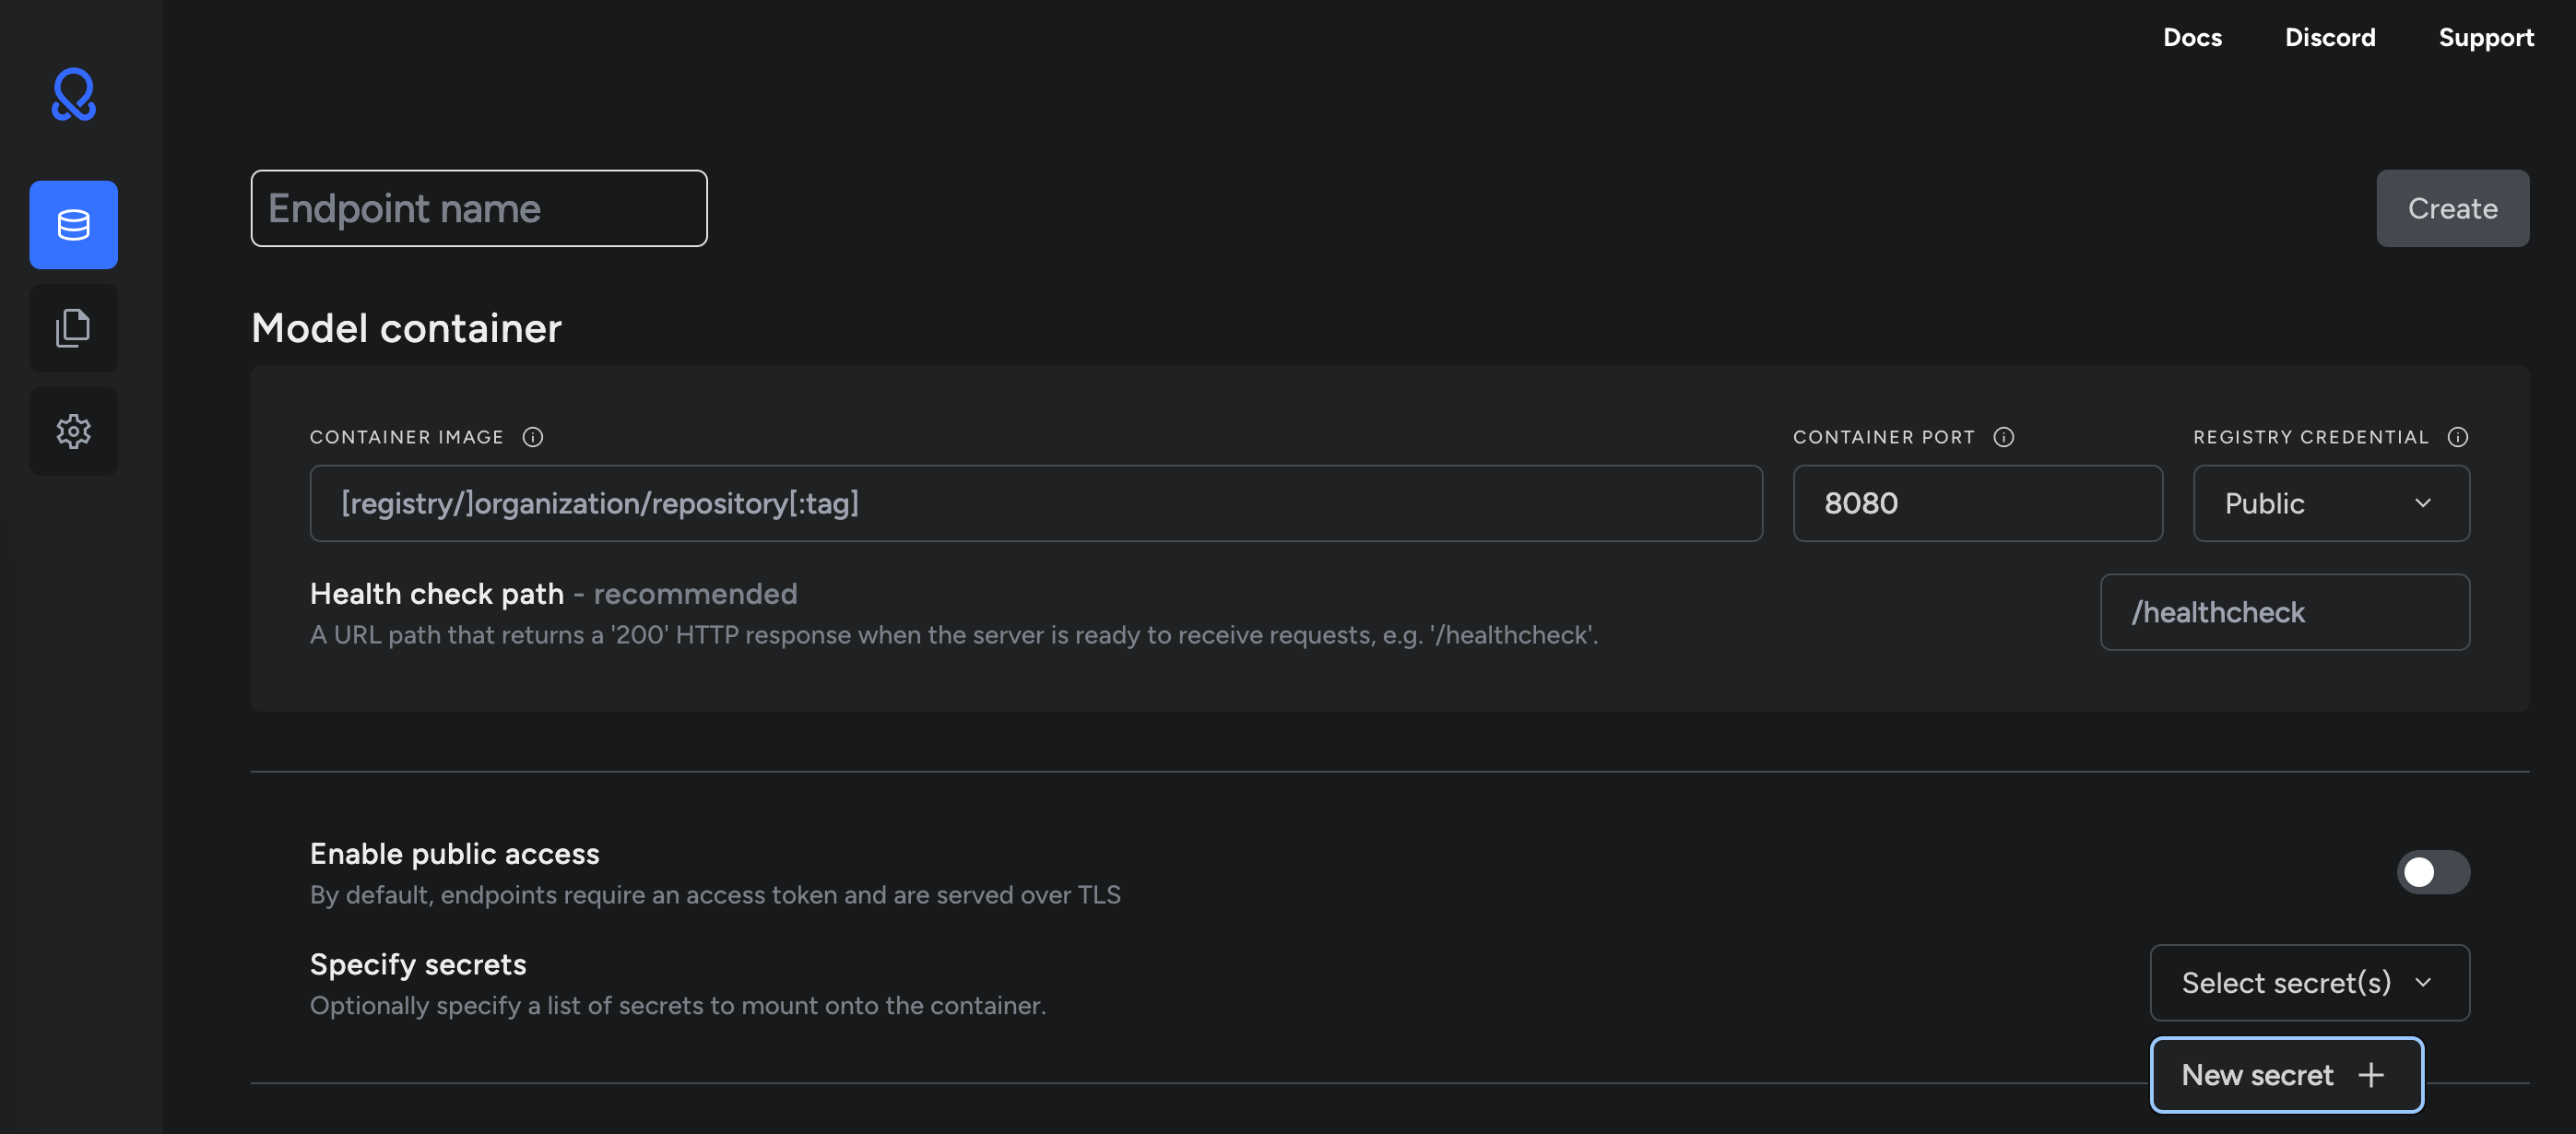 Docs Discord Support
Endpoint name
Create
Model container
CONTAINER IMAGE
CONTAINER PORT
REGISTRY CREDENTIAL
[registry/]organization/repository[:tag]
8080
Public
Health check path - recommended
A URL path that returns a '200' HTTP response when the server is ready to receive requests, e.g. '/healthcheck'.
/healthcheck
Enable public access
By default, endpoints require an access token and are served over TLS
Specify secrets
Optionally specify a list of secrets to mount onto the container.
Select secret(s)
New secret